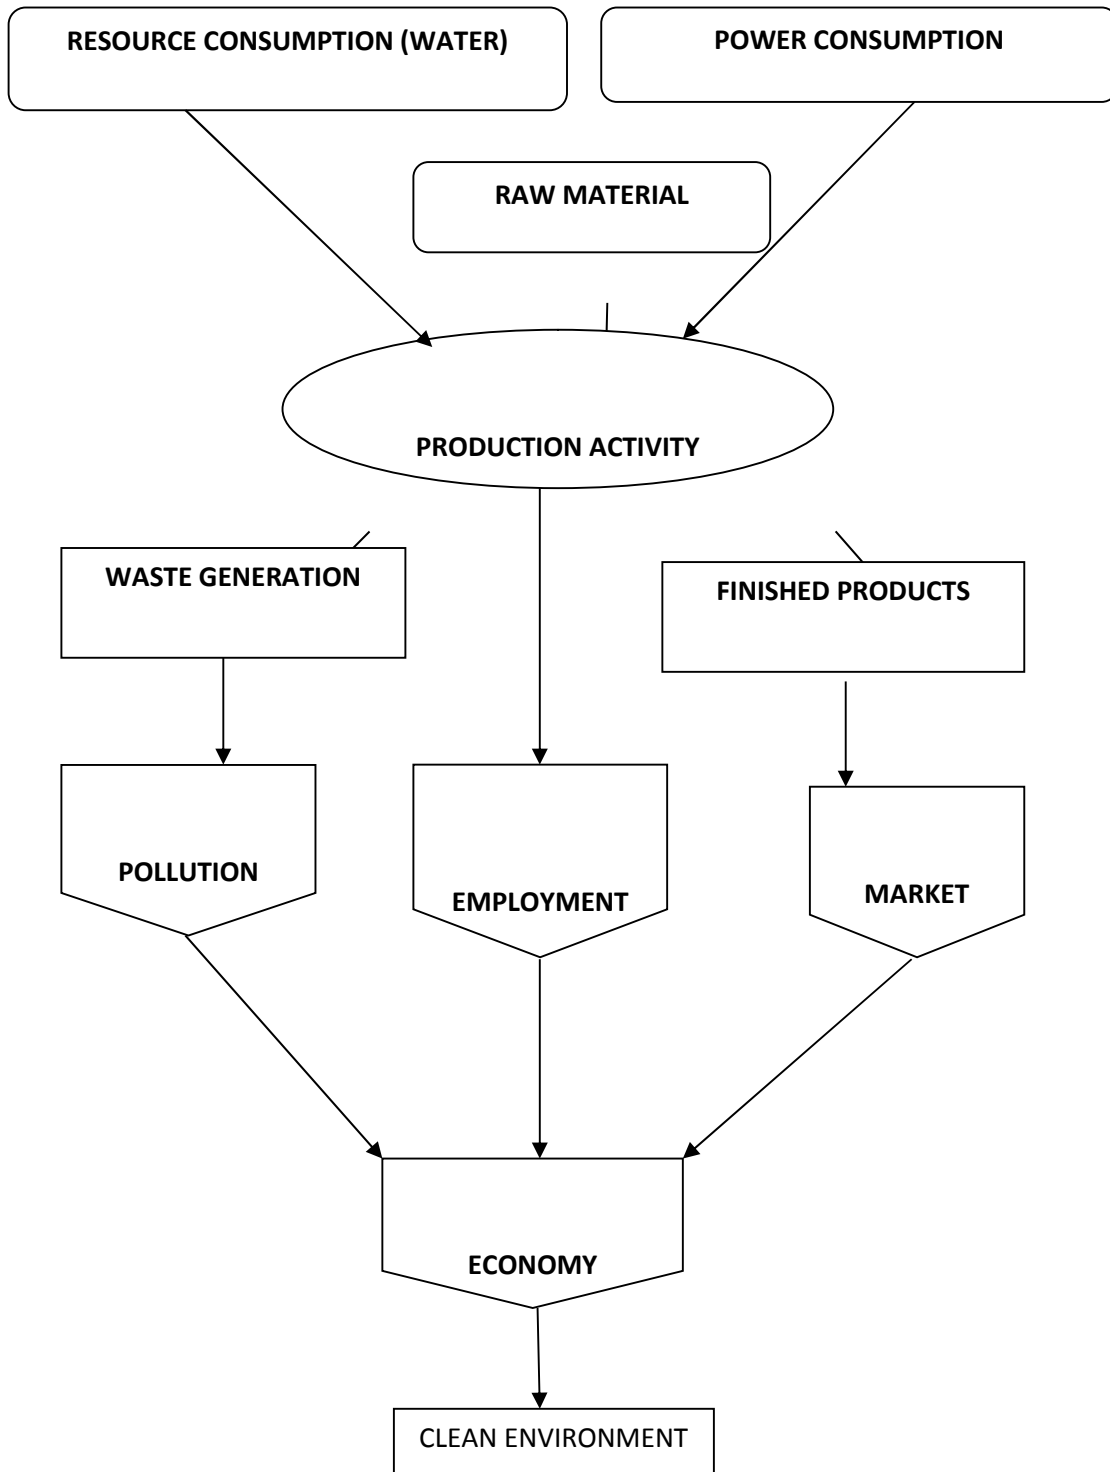 RESOURCE CONSUMPTION (WATER)
POWER CONSUMPTION
RAW MATERIAL
PRODUCTION ACTIVITY
WASTE GENERATION
FINISHED PRODUCTS
POLLUTION
EMPLOYMENT
MARKET
ECONOMY
CLEAN ENVIRONMENT